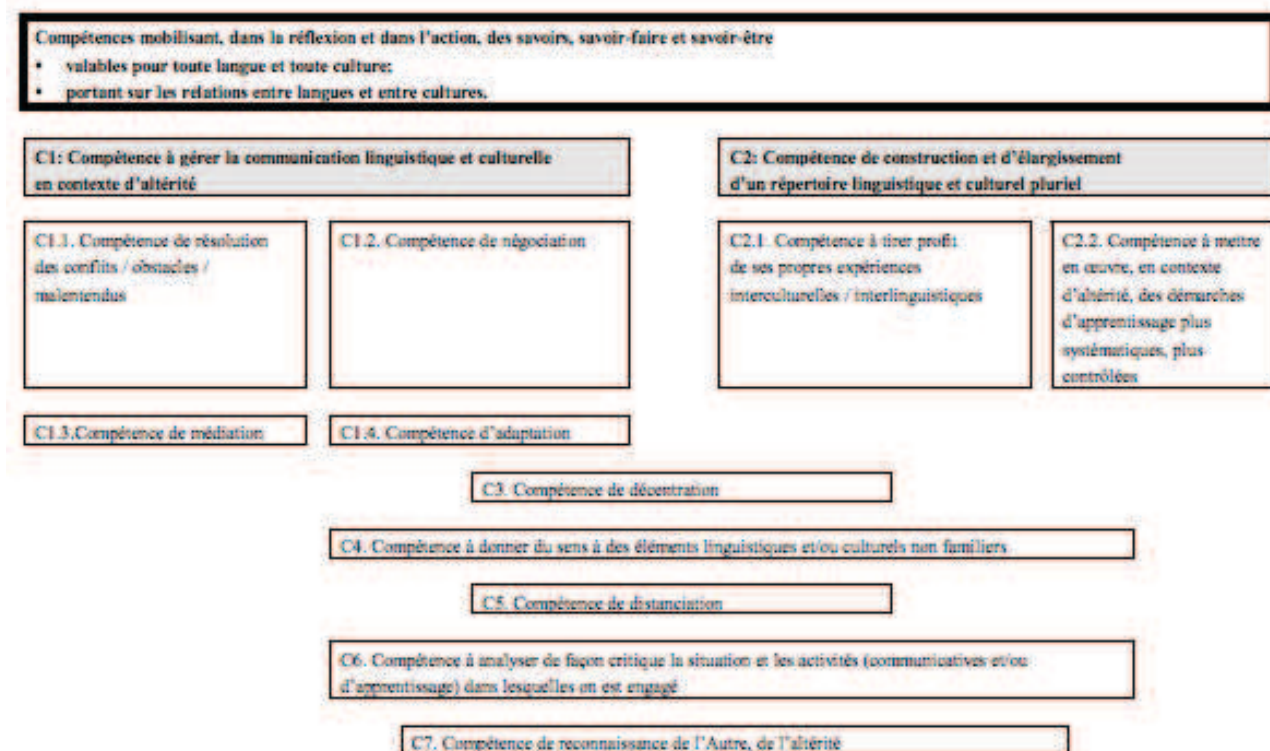 Compétences mobilisant, dans la réflexion et dans l'action, des savoirs, savoir-faire et savoir-être
• valables pour toute langue et toute culture;
• portant sur les relations entre langues et entre cultures.
C1: Compétence à gérer la communication linguistique et culturelle
en contexte d'altérité
C2: Compétence de construction et d'élargissement
d'un répertoire linguistique et culturel pluriel
C1.1. Compétence de résolution
des conflits / obstacles /
malentendus
C1.2. Compétence de négociation
C2.1. Compétence à tirer profit
de ses propres expériences
interculturelles / interlinguistiques
C2.2. Compétence à mettre
en œuvre, en contexte
d'altérité, des démarches
d'apprentissage plus
systématiques, plus
contrôlées
C1.3.Compétence de médiation
C1.4. Compétence d'adaptation
C3. Compétence de décentration
C4. Compétence à donner du sens à des éléments linguistiques et/ou culturels non familiers
C5. Compétence de distanciation
C6. Compétence à analyser de façon critique la situation et les activités (communicatives et/ou
d'apprentissage) dans lesquelles on est engagé
C7. Compétence de reconnaissance de l'Autre, de l'altérité